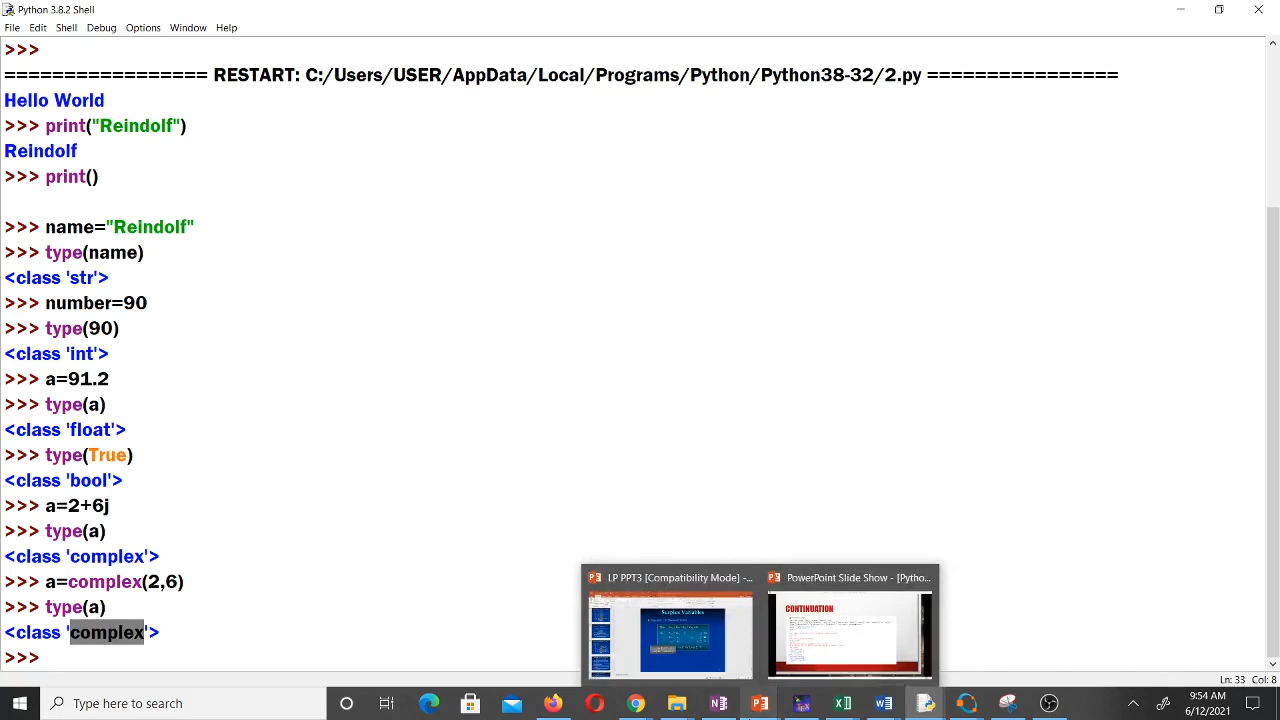 Python 3.8.2 Shell
File Edit Shell Debug Options Window Help
>>>
================= RESTART: C:/Users/USER/AppData/Local/Programs/Python/Python38-32/2.py ================
Hello World
>>> print("Reindolf")
Reindolf
>>> print()
>>> name="Reindolf"
>>> type(name)
<class 'str'>
>>> number=90
>>> type(90)
<class 'int'>
>>> a=91.2
>>> type(a)
<class 'float'>
>>> type(True)
<class 'bool'>
>>> a=2+6j
>>> type(a)
<class 'complex'>
>>> a=complex(2,6)
>>> type(a)
<class 'complex'>
>>>
LP PPT3 [Compatibility Mode] -...
PowerPoint Slide Show - [Pytho...
Surplus Variables
CONTINUATION
Ln: 33 Col: 8
Type here to search
9:54 AM
6/12/2021